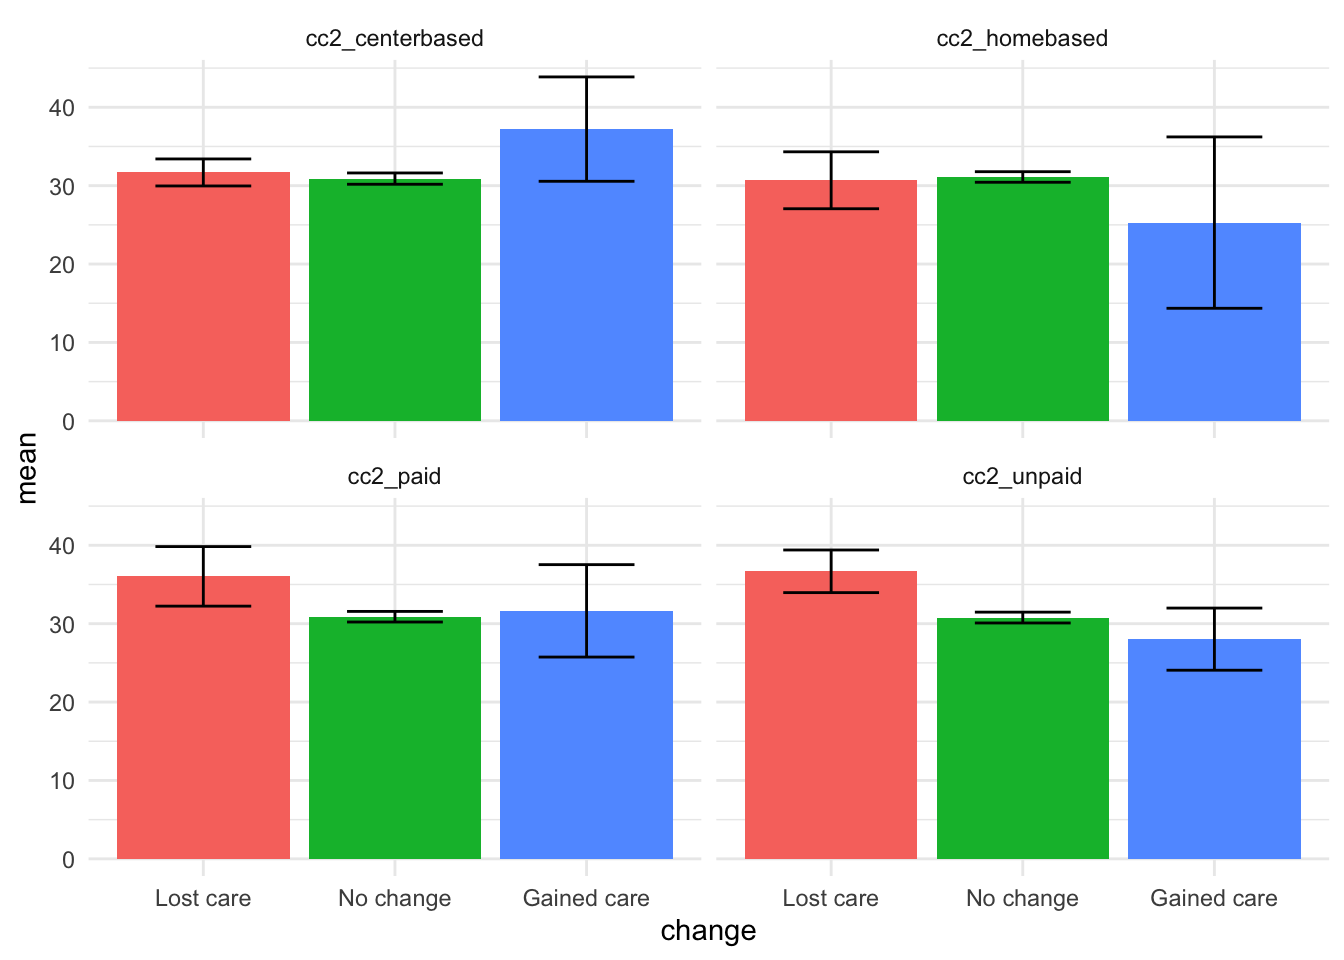 cc2_centerbased
cc2_homebased
40
30
20
10
0
cc2_paid
cc2_unpaid
40
30
20
10
0
mean
Lost care
No change
Gained care
Lost care
No change
Gained care
change